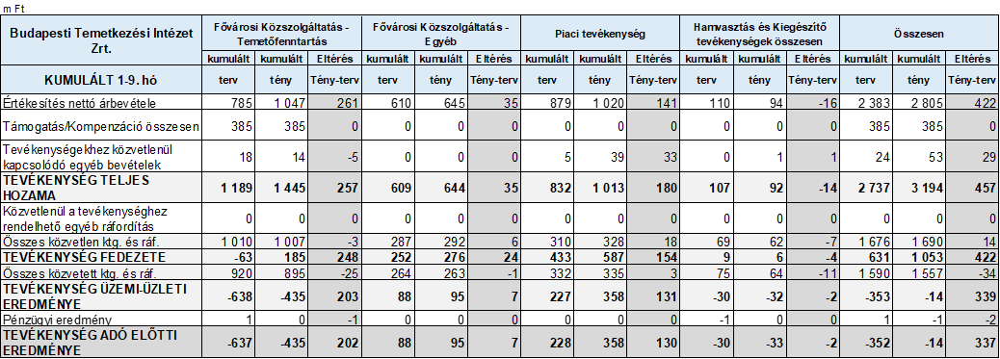 m Ft
Budapesti Temetkezési Intézet Zrt. Fővárosi Közszolgáltatás - Temetőfenntartás Fővárosi Közszolgáltatás - Egyéb Piaci tevékenység Hamvasztás és Kiegészítő tevékenységek összesen Összesen
kumulált kumulált Eltérés kumulált kumulált Eltérés kumulált kumulált Eltérés kumulált kumulált Eltérés kumulált kumulált Eltérés
KUMULÁLT 1-9. hó terv tény Tény-terv terv tény Tény-terv terv tény Tény-terv terv tény Tény-terv terv tény Tény-terv
Értékesítés nettó árbevétele 785 1 047 261 610 645 35 879 1 020 141 110 94 -16 2 383 2 805 422
Támogatás/Kompenzáció összesen 385 385 0 0 0 0 0 0 0 0 0 0 385 385 0
Tevékenységekhez közvetlenül
kapcsolódó egyéb bevételek 18 14 -5 0 0 0 5 39 33 0 1 1 24 53 29
TEVÉKENYSÉG TELJES
HOZAMA 1 189 1 445 257 609 644 35 832 1 013 180 107 92 -14 2 737 3 194 457
Közvetlenül a tevékenységhez
rendelhető egyéb ráfordítás 0 0 0 0 0 0 0 0 0 0 0 0 0 0 0
Összes közvetlen ktg. és ráf. 1 010 1 007 -3 287 292 6 310 328 18 69 62 -7 1 676 1 690 14
TEVÉKENYSÉG FEDEZETE -63 185 248 252 276 24 433 587 154 9 6 -4 631 1 053 422
Összes közvetett ktg. és ráf. 920 895 -25 264 263 -1 332 335 3 75 64 -11 1 590 1 557 -34
TEVÉKENYSÉG ÜZEMI-ÜZLETI
EREDMÉNYE -638 -435 203 88 95 7 227 358 131 -30 -32 -2 -353 -14 339
Pénzügyi eredmény 1 0 -1 0 0 0 0 0 0 -1 0 0 1 -1 -2
TEVÉKENYSÉG ADÓ ELŐTTI
EREDMÉNYE -637 -435 202 88 95 7 228 358 130 -30 -33 -2 -352 -14 337